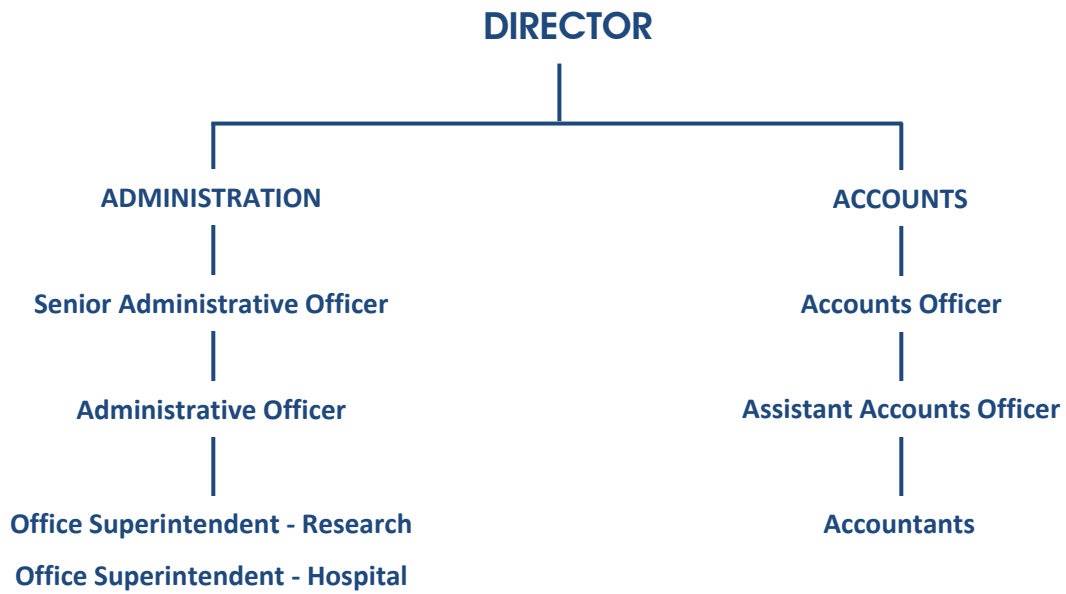 DIRECTOR
ADMINISTRATION
ACCOUNTS
Senior Administrative Officer
Accounts Officer
Administrative Officer
Assistant Accounts Officer
Office Superintendent - Research
Accountants
Office Superintendent - Hospital